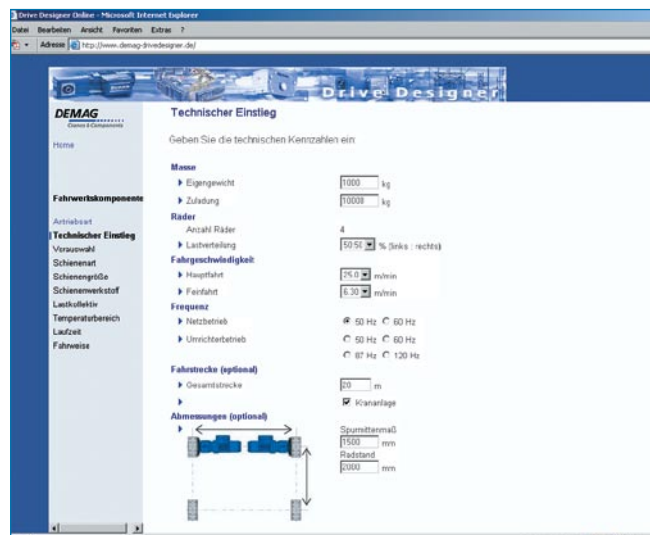 Drive Designer Online - Microsoft Internet Explorer
Datei Bearbeiten Ansicht Favoriten Extras ?
Adresse http://www.demag-drivedesigner.de/
Drive Designer
DEMAG
Cranes & Components
Home
Fahrwerkskomponente
Antriebsart
Technischer Einstieg
Vorauswahl
Schienenart
Schienengröße
Schienenwerkstof
Lastkollektiv
Temperaturbereich
Laufzeit
Fahrweise
Technischer Einstieg
Geben Sie die technischen Kennzahlen ein:
Masse
Eigengewicht 1000 kg
Zuladung 10000 kg
Räder
Anzahl Räder 4
Lastverteilung 50:50 % (links : rechts)
Fahrgeschwindigkeit
Hauptfahrt 25.0 m/min
Feinfahrt 6.30 m/min
Frequenz
Netzbetrieb 50 Hz 60 Hz
Umrichterbetrieb 50 Hz 60 Hz
87 Hz 120 Hz
Fahrstrecke (optional)
Gesamtstrecke 20 m
Krananlage
Abmessungen (optional)
Spurmittenmaß
1500 mm
Radstand
2000 mm